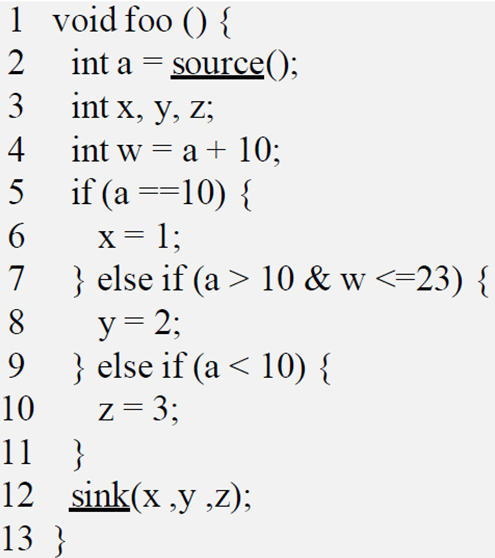 1 void foo () {
2 int a = source();
3 int x, y, z;
4 int w = a + 10;
5 if (a ==10) {
6 x = 1;
7 } else if (a > 10 & w <=23) {
8 y = 2;
9 } else if (a < 10) {
10 z = 3;
11 }
12 sink(x ,y ,z);
13 }